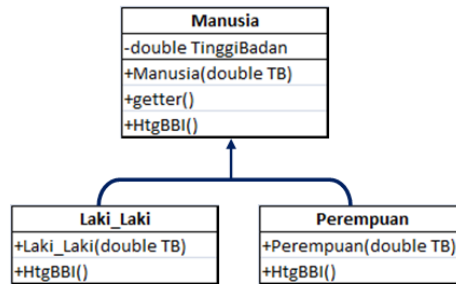 Manusia
-double TinggiBadan
+Manusia(double TB)
+getter()
+HtgBBI()
Laki_Laki
+Laki_Laki(double TB)
+HtgBBI()
Perempuan
+Perempuan(double TB)
+HtgBBI()